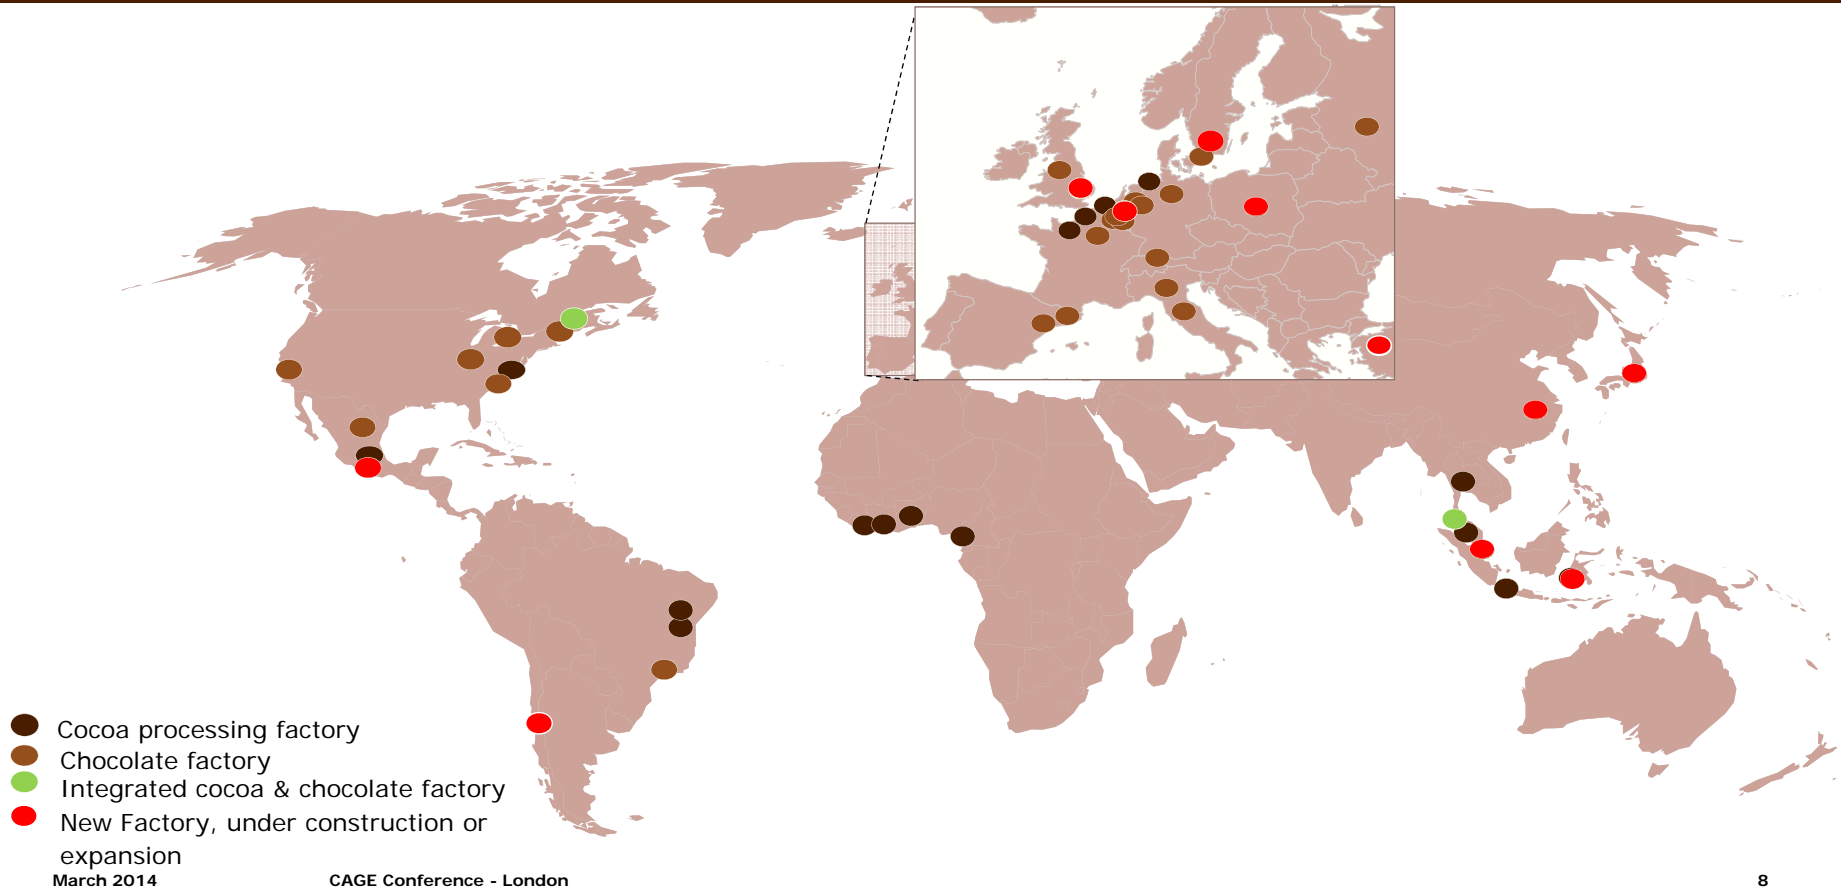 Cocoa processing factory
Chocolate factory
Integrated cocoa & chocolate factory
New Factory, under construction or
expansion
March 2014
CAGE Conference - London
8